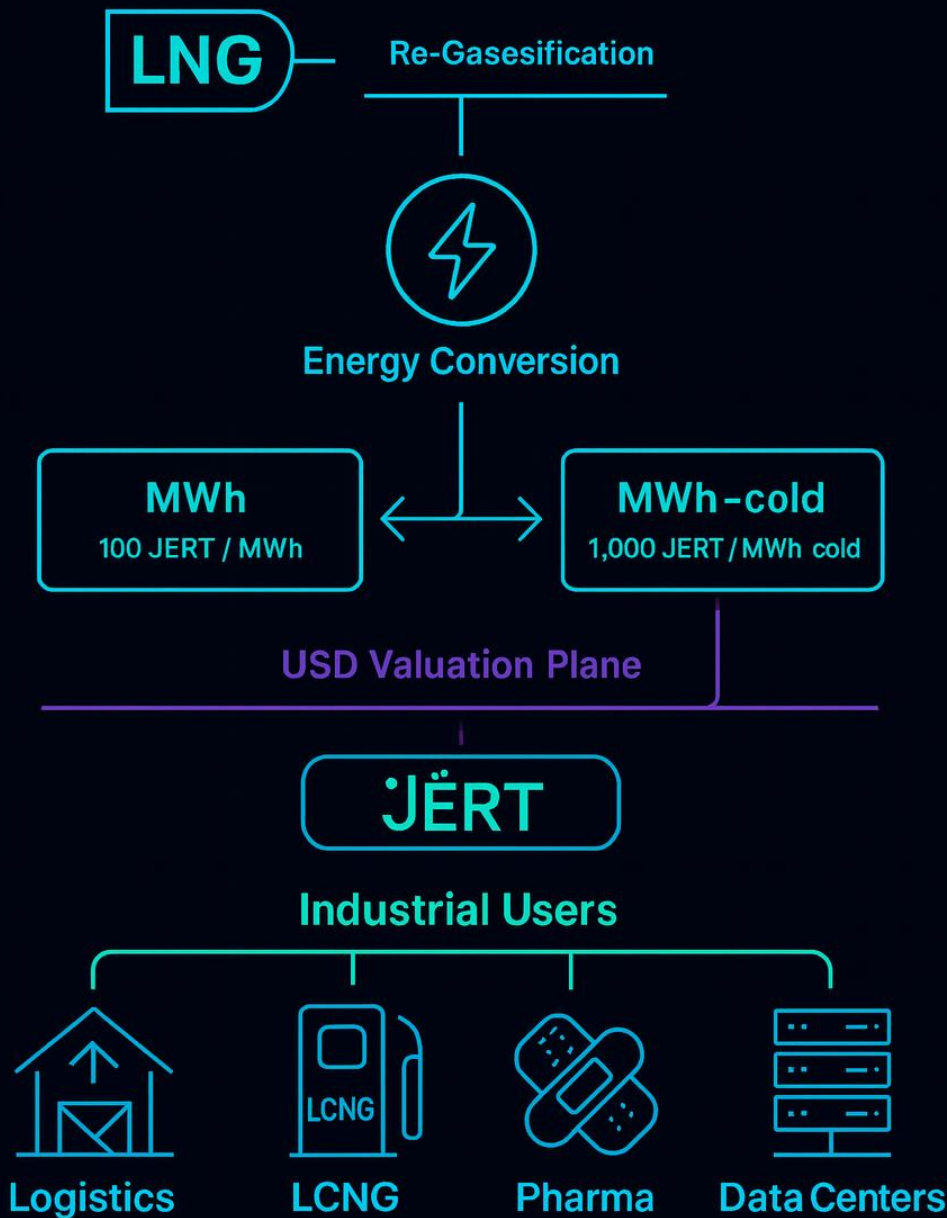 LNG
Re-Gasesification
Energy Conversion
MWh
100 JERT / MWh
MWh-cold
1,000 JERT / MWh cold
USD Valuation Plane
JËRT
Industrial Users
LCNG
Logistics
LCNG
Pharma
Data Centers